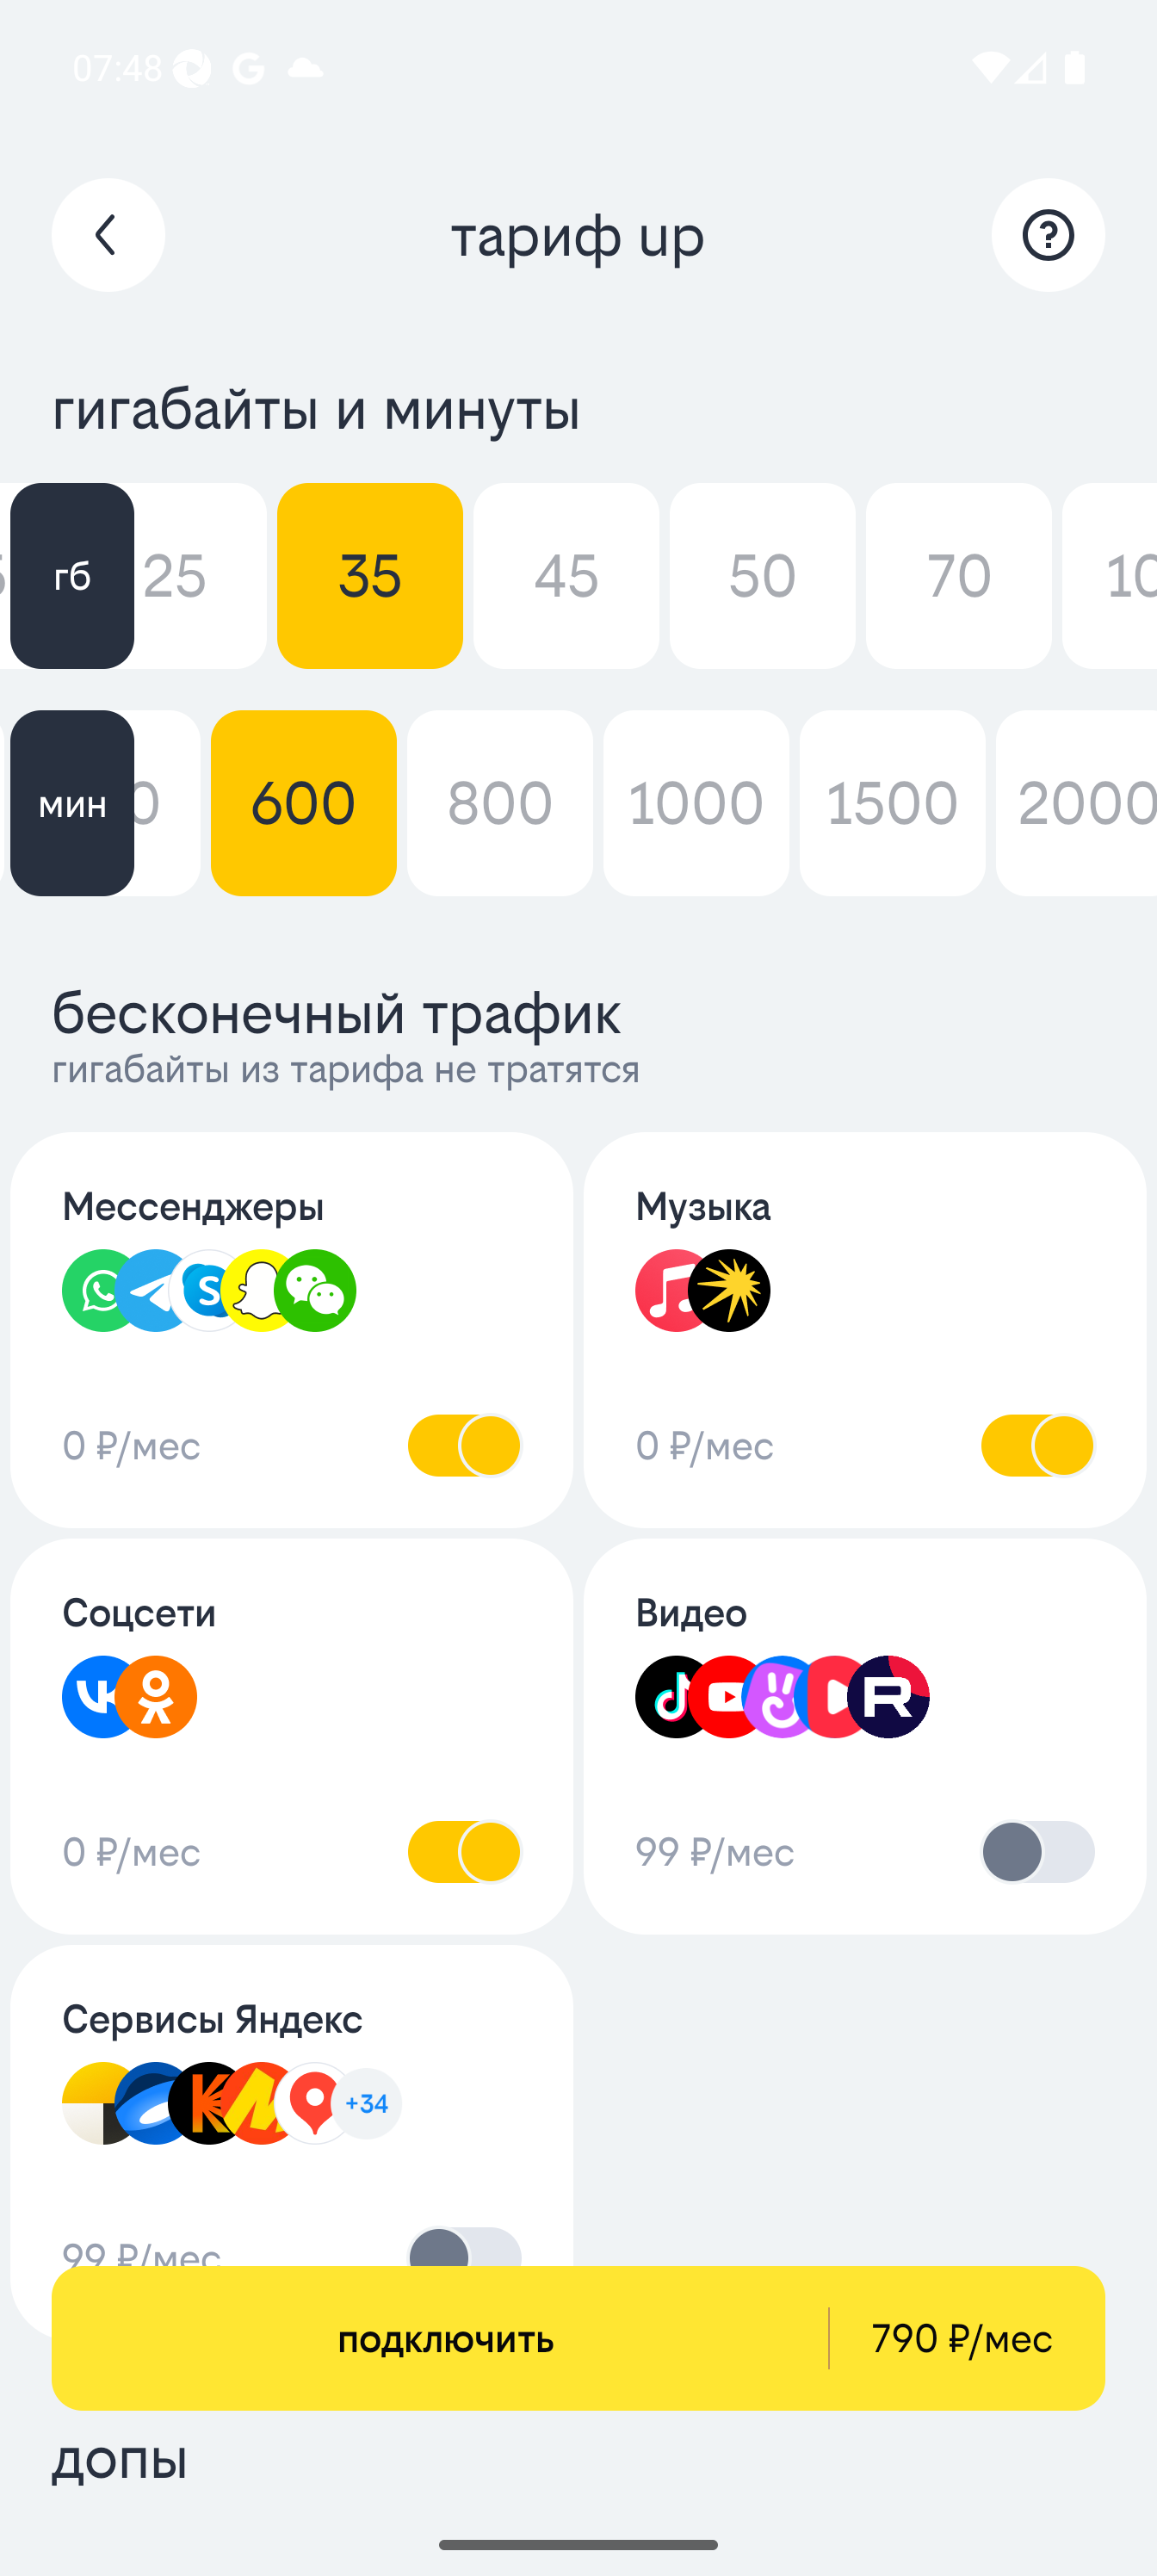 07:48
тариф up
гигабайты и минуты
гб 25 35 45 50 70
мин 600 800 1000 1500 2000
бесконечный трафик
гигабайты из тарифа не тратятся
Мессенджеры
Музыка
0 ₽/мес
0 ₽/мес
Соцсети
Видео
0 ₽/мес
99 ₽/мес
Сервисы Яндекс
+34
99 ₽/мес
подключить
790 ₽/мес
допы